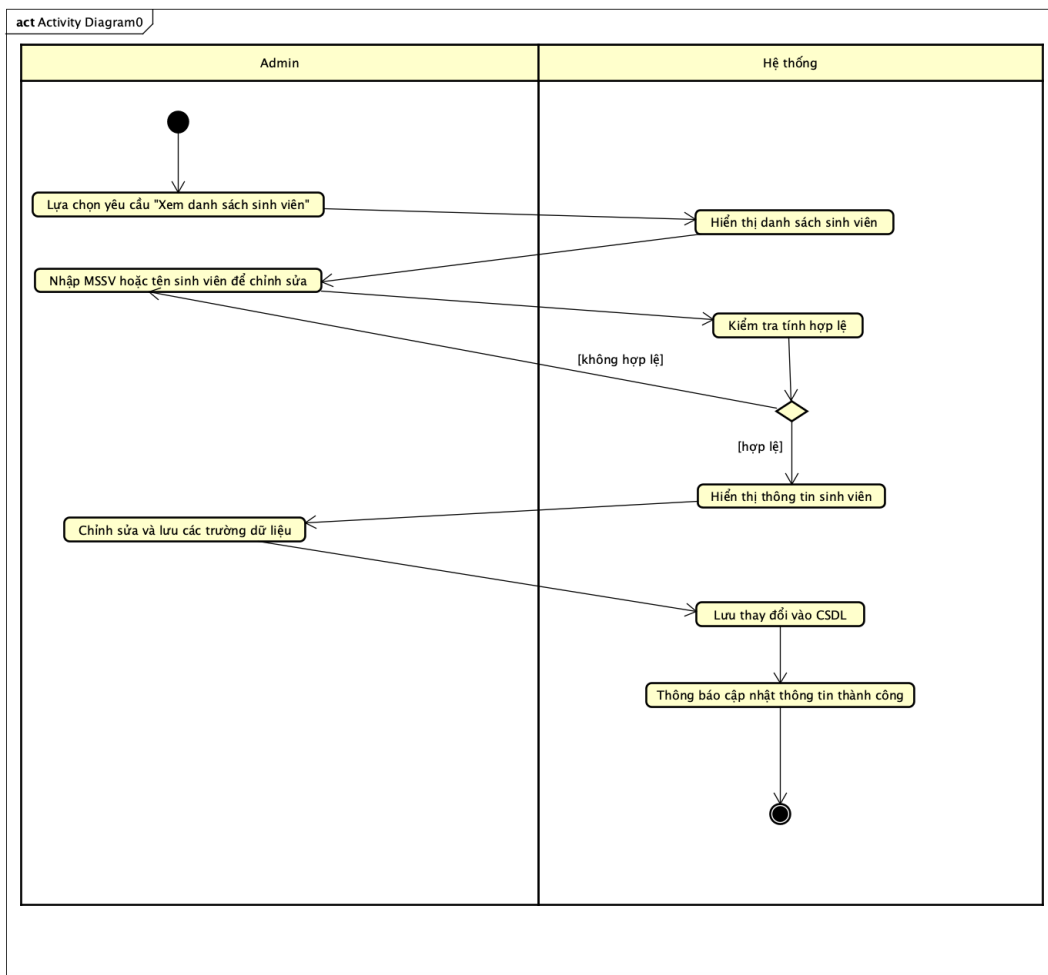 act Activity Diagram0
Admin
Hệ thống
Lựa chọn yêu cầu "Xem danh sách sinh viên"
Hiển thị danh sách sinh viên
Nhập MSSV hoặc tên sinh viên để chỉnh sửa
Kiểm tra tính hợp lệ
[không hợp lệ]
[hợp lệ]
Hiển thị thông tin sinh viên
Chỉnh sửa và lưu các trường dữ liệu
Lưu thay đổi vào CSDL
Thông báo cập nhật thông tin thành công